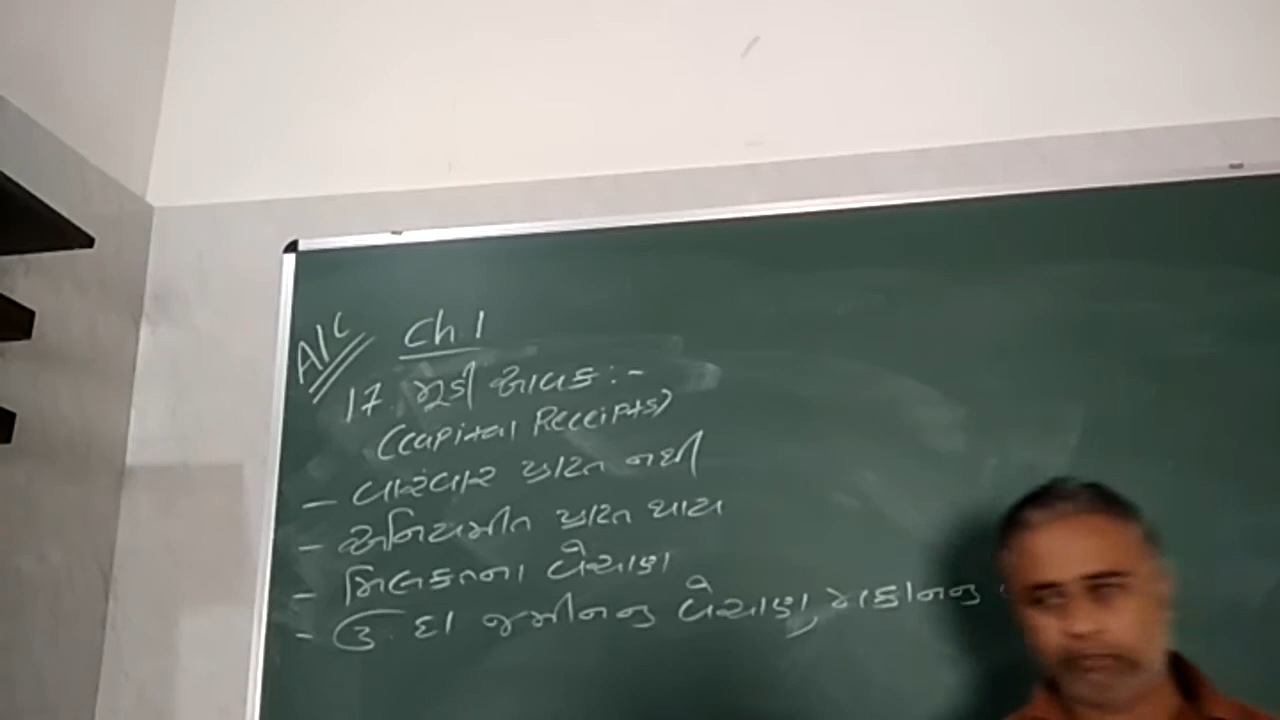 A/C
Ch.1
17. મૂડી આવક :-
(Capital Receipts)
- વારંવાર પ્રાપ્ત નથી
- અનિયમીત પ્રાપ્ત થાય
- મિલકતના વેચાણ
- ઉ.દા જમીનનુ વેચાણ, મકાનનુ